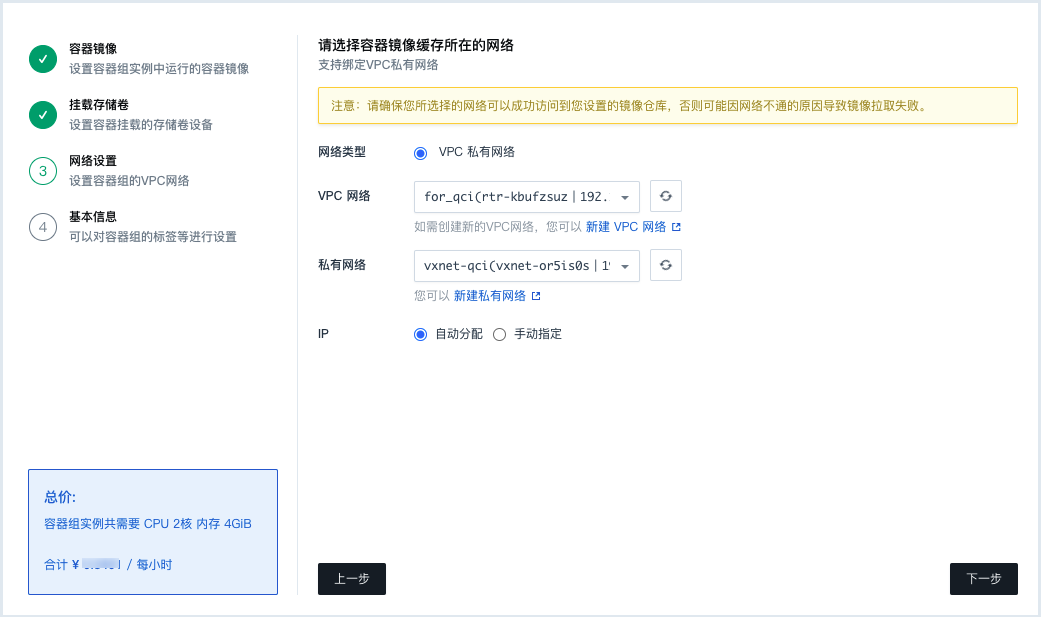 容器镜像
设置容器组实例中运行的容器镜像
挂载存储卷
设置容器挂载的存储卷设备
3
网络设置
设置容器组的VPC网络
4
基本信息
可以对容器组的标签等进行设置
总价:
容器组实例共需要 CPU 2核 内存 4GiB
合计 ¥ / 每小时
请选择容器镜像缓存所在的网络
支持绑定VPC私有网络
注意：请确保您所选择的网络可以成功访问到您设置的镜像仓库，否则可能因网络不通的原因导致镜像拉取失败。
网络类型 VPC 私有网络
VPC 网络 for_qci(rtr-kbufzsuz｜192.
如需创建新的VPC网络，您可以 新建 VPC 网络
私有网络 vxnet-qci(vxnet-or5is0s｜1
您可以 新建私有网络
IP 自动分配 手动指定
上一步 下一步